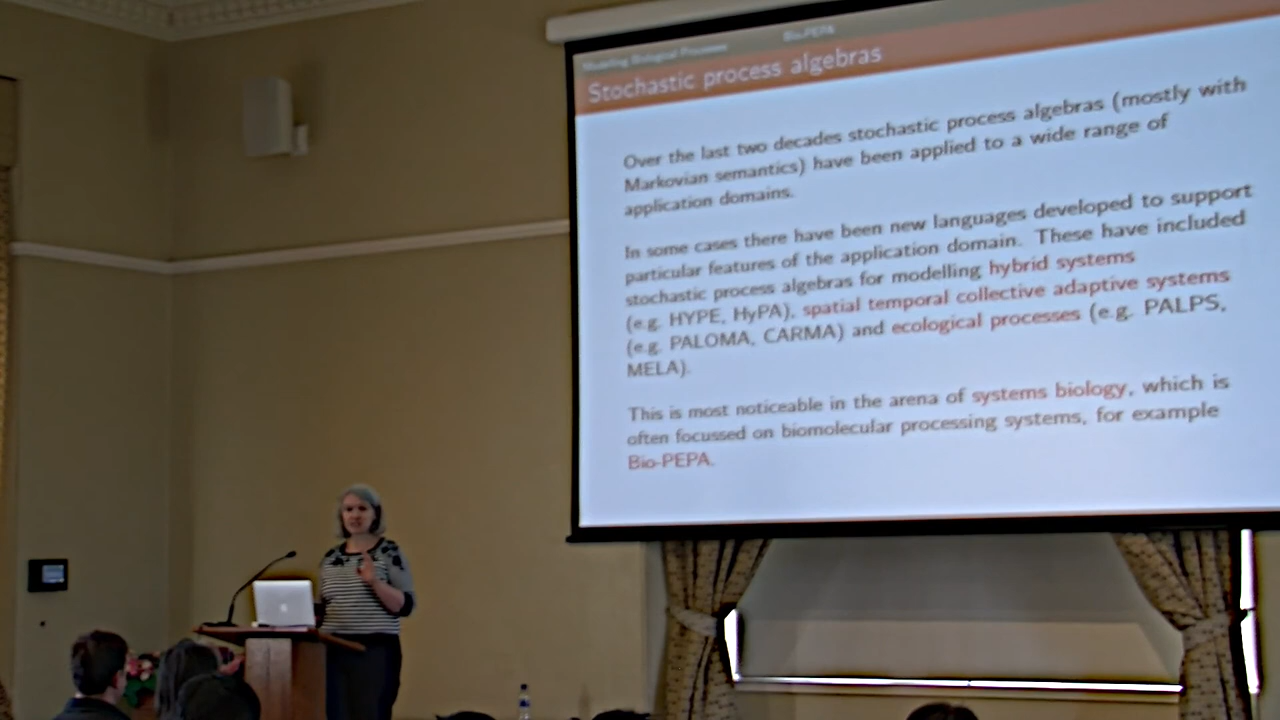 Modelling Biological Processes
Bio-PEPA
Stochastic process algebras
Over the last two decades stochastic process algebras (mostly with
Markovian semantics) have been applied to a wide range of
application domains.
In some cases there have been new languages developed to support
particular features of the application domain. These have included
stochastic process algebras for modelling hybrid systems
(e.g. HYPE, HyPA), spatial temporal collective adaptive systems
(e.g. PALOMA, CARMA) and ecological processes (e.g. PALPS,
MELA).
This is most noticeable in the arena of systems biology, which is
often focussed on biomolecular processing systems, for example
Bio-PEPA.